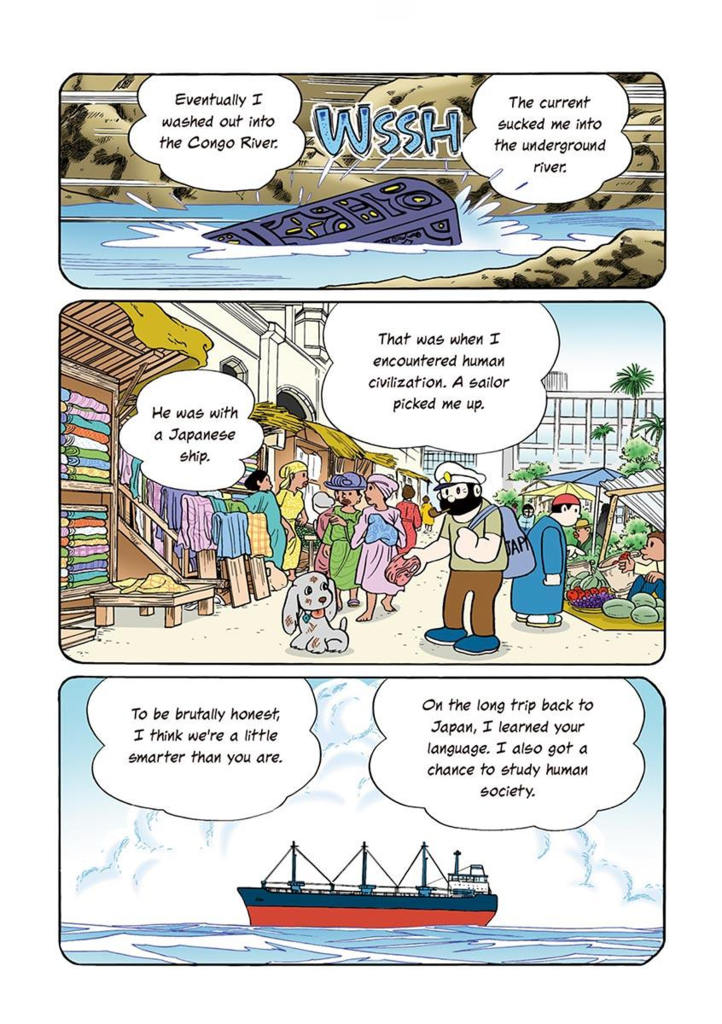 The current
sucked me into
the underground
river.
WSSH
Eventually I
washed out into
the Congo River.
That was when I
encountered human
civilization. A sailor
picked me up.
He was with
a Japanese
ship.
JAP
On the long trip back to
Japan, I learned your
language. I also got a
chance to study human
society.
To be brutally honest,
I think we're a little
smarter than you are.